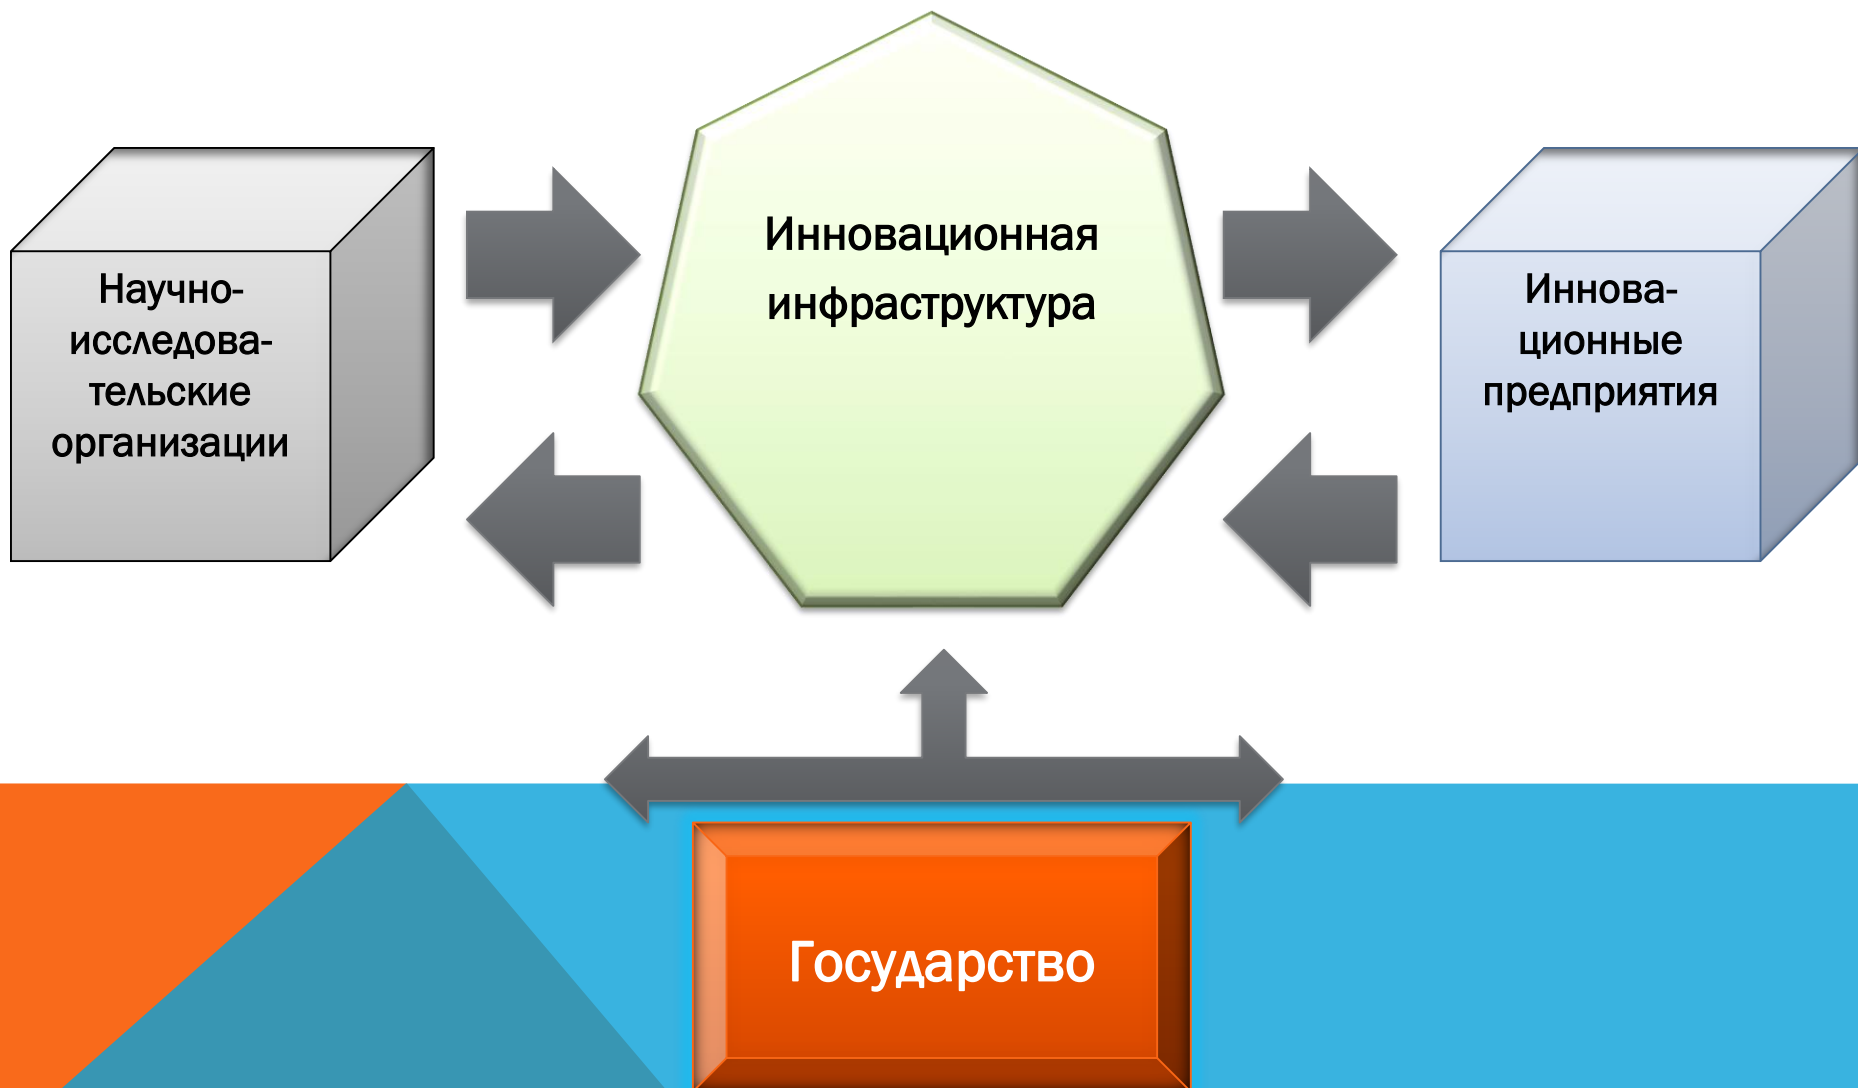 Инновационная
инфраструктура
Научно-
исследова-
тельские
организации
Иннова-
ционные
предприятия
Государство